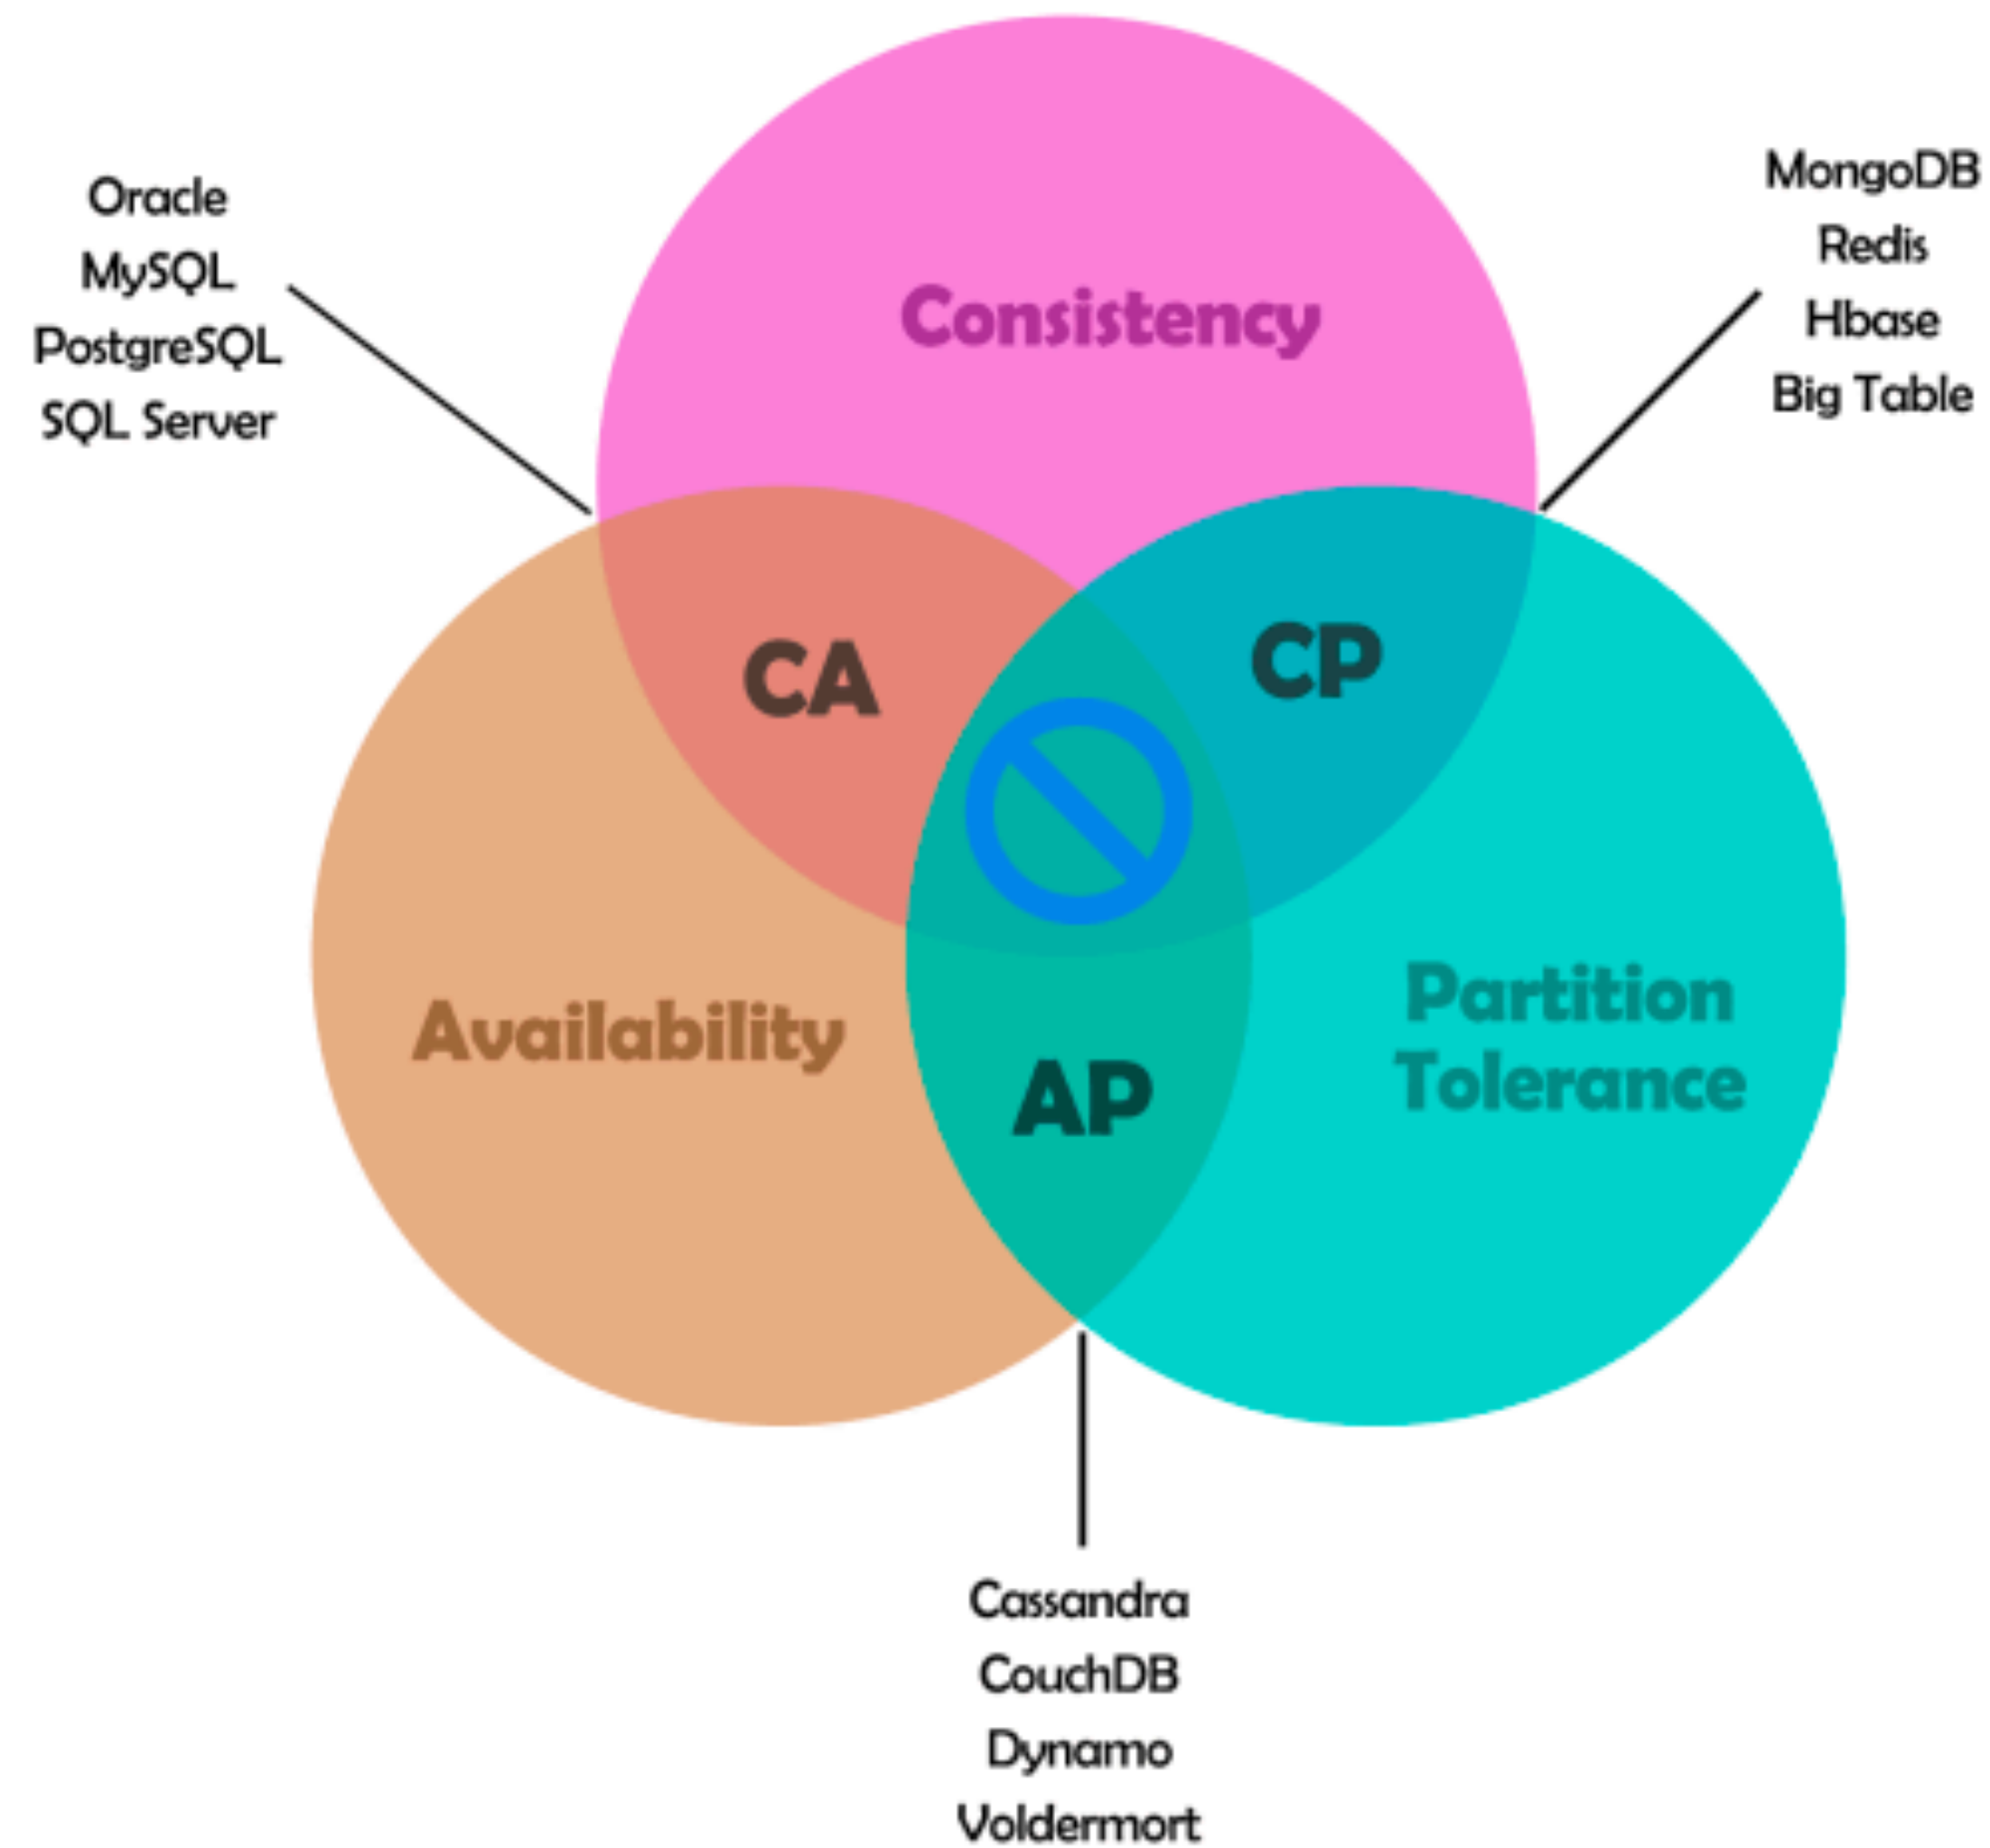 Oracle
MySQL
PostgreSQL
SQL Server
MongoDB
Redis
Hbase
Big Table
Consistency
CA
CP
Availability
Partition
Tolerance
AP
Cassandra
CouchDB
Dynamo
Voldermort